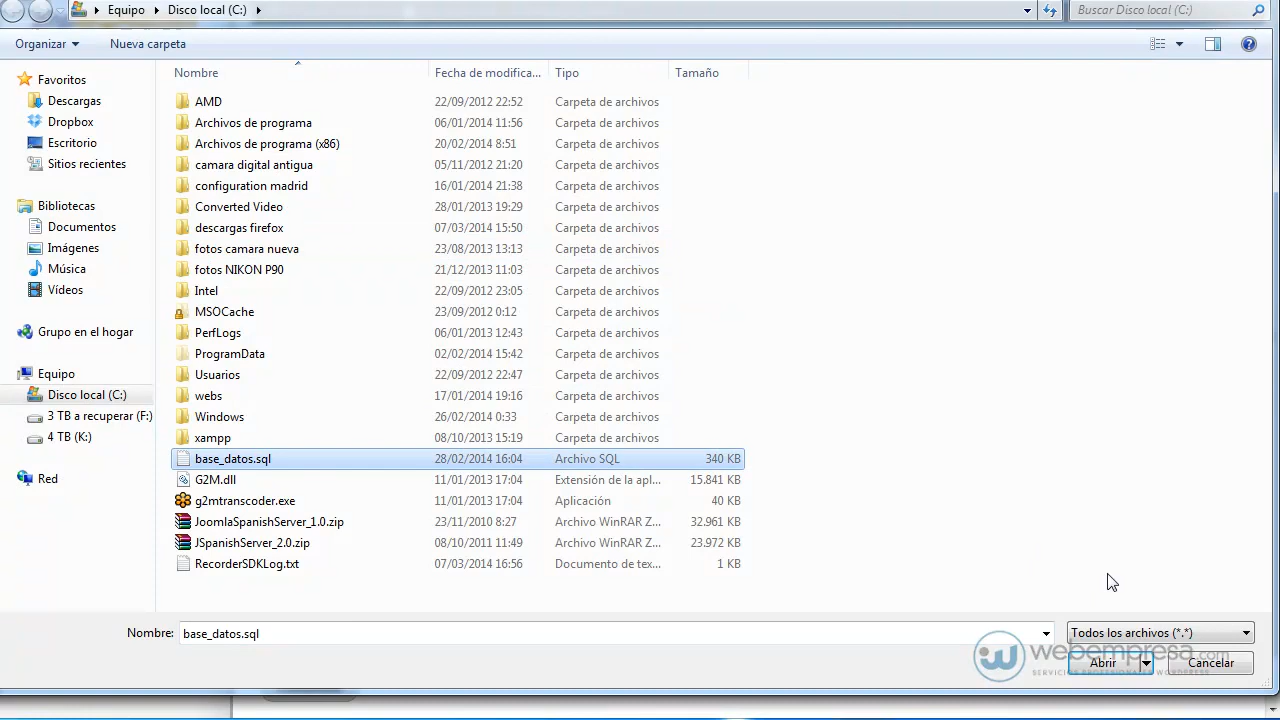 Equipo ▸ Disco local (C:) ▸
Buscar Disco local (C:)
Organizar
Nueva carpeta
Nombre Fecha de modifica... Tipo Tamaño
AMD 22/09/2012 22:52 Carpeta de archivos
Archivos de programa 06/01/2014 11:56 Carpeta de archivos
Archivos de programa (x86) 20/02/2014 8:51 Carpeta de archivos
camara digital antigua 05/11/2012 21:20 Carpeta de archivos
configuration madrid 16/01/2014 21:38 Carpeta de archivos
Converted Video 28/01/2013 19:29 Carpeta de archivos
descargas firefox 07/03/2014 15:50 Carpeta de archivos
fotos camara nueva 23/08/2013 13:13 Carpeta de archivos
fotos NIKON P90 21/12/2013 11:03 Carpeta de archivos
Intel 22/09/2012 23:05 Carpeta de archivos
MSOCache 23/09/2012 0:12 Carpeta de archivos
PerfLogs 06/01/2013 12:43 Carpeta de archivos
ProgramData 02/02/2014 15:42 Carpeta de archivos
Usuarios 22/09/2012 22:47 Carpeta de archivos
webs 17/01/2014 19:16 Carpeta de archivos
Windows 26/02/2014 0:33 Carpeta de archivos
xampp 08/10/2013 15:19 Carpeta de archivos
base_datos.sql 28/02/2014 16:04 Archivo SQL 340 KB
G2M.dll 11/01/2013 17:04 Extensión de la apl... 15.841 KB
g2mtranscoder.exe 11/01/2013 17:04 Aplicación 40 KB
JoomlaSpanishServer_1.0.zip 23/11/2010 8:27 Archivo WinRAR Z... 32.961 KB
JSpanishServer_2.0.zip 08/10/2011 11:49 Archivo WinRAR Z... 23.972 KB
RecorderSDKLog.txt 07/03/2014 16:56 Documento de tex... 1 KB
Favoritos
Descargas
Dropbox
Escritorio
Sitios recientes
Bibliotecas
Documentos
Imágenes
Música
Vídeos
Grupo en el hogar
Equipo
Disco local (C:)
3 TB a recuperar (F:)
4 TB (K:)
Red
Nombre: base_datos.sql
Todos los archivos (*.*)
webempresa.com
Abrir
Cancelar
SERVICIOS PROFESIONALES WORDPRESS